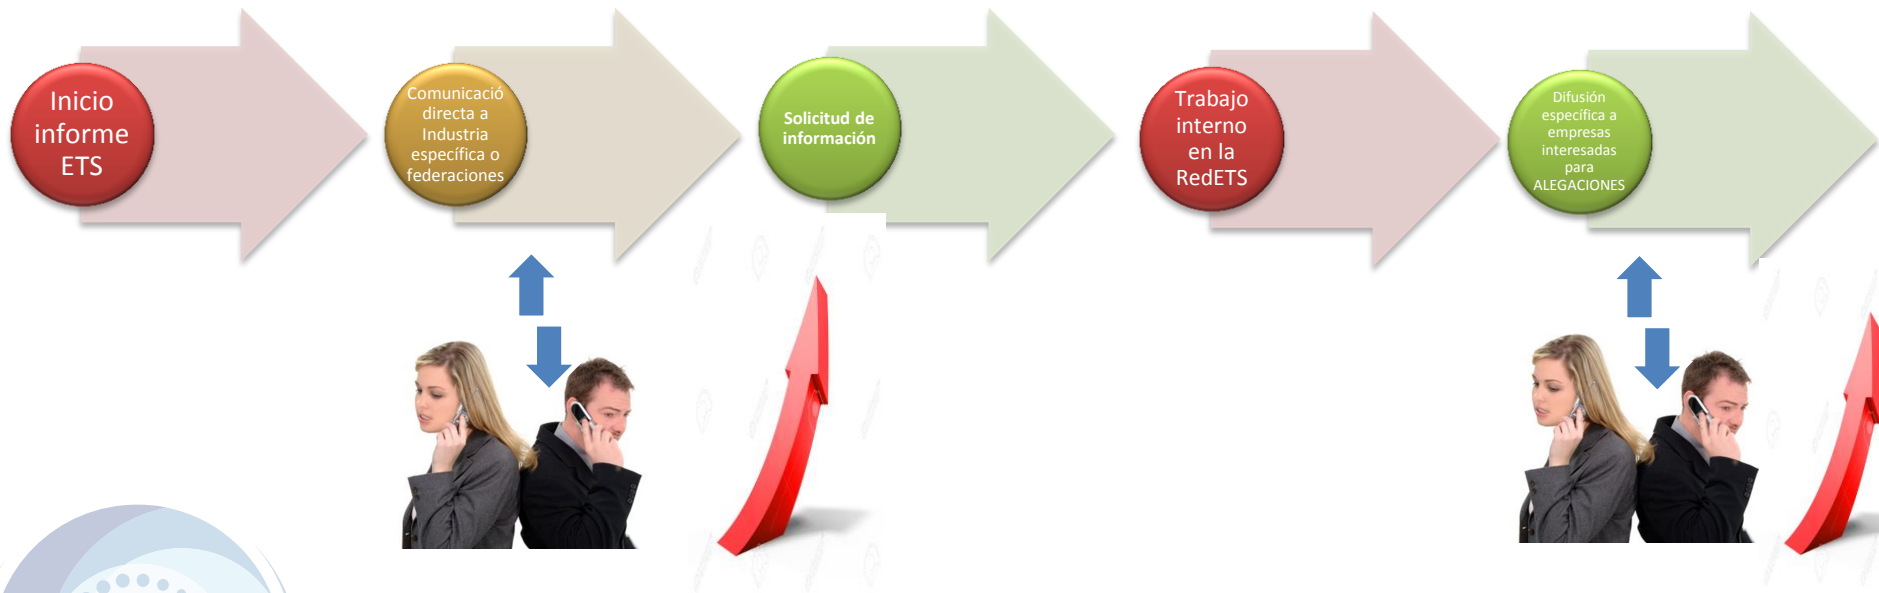 Inicio
informe
ETS
Comunicació
directa a
Industria
específica o
federaciones
Solicitud de
información
Trabajo
interno
en la
RedETS
Difusión
específica a
empresas
interesadas
para
ALEGACIONES